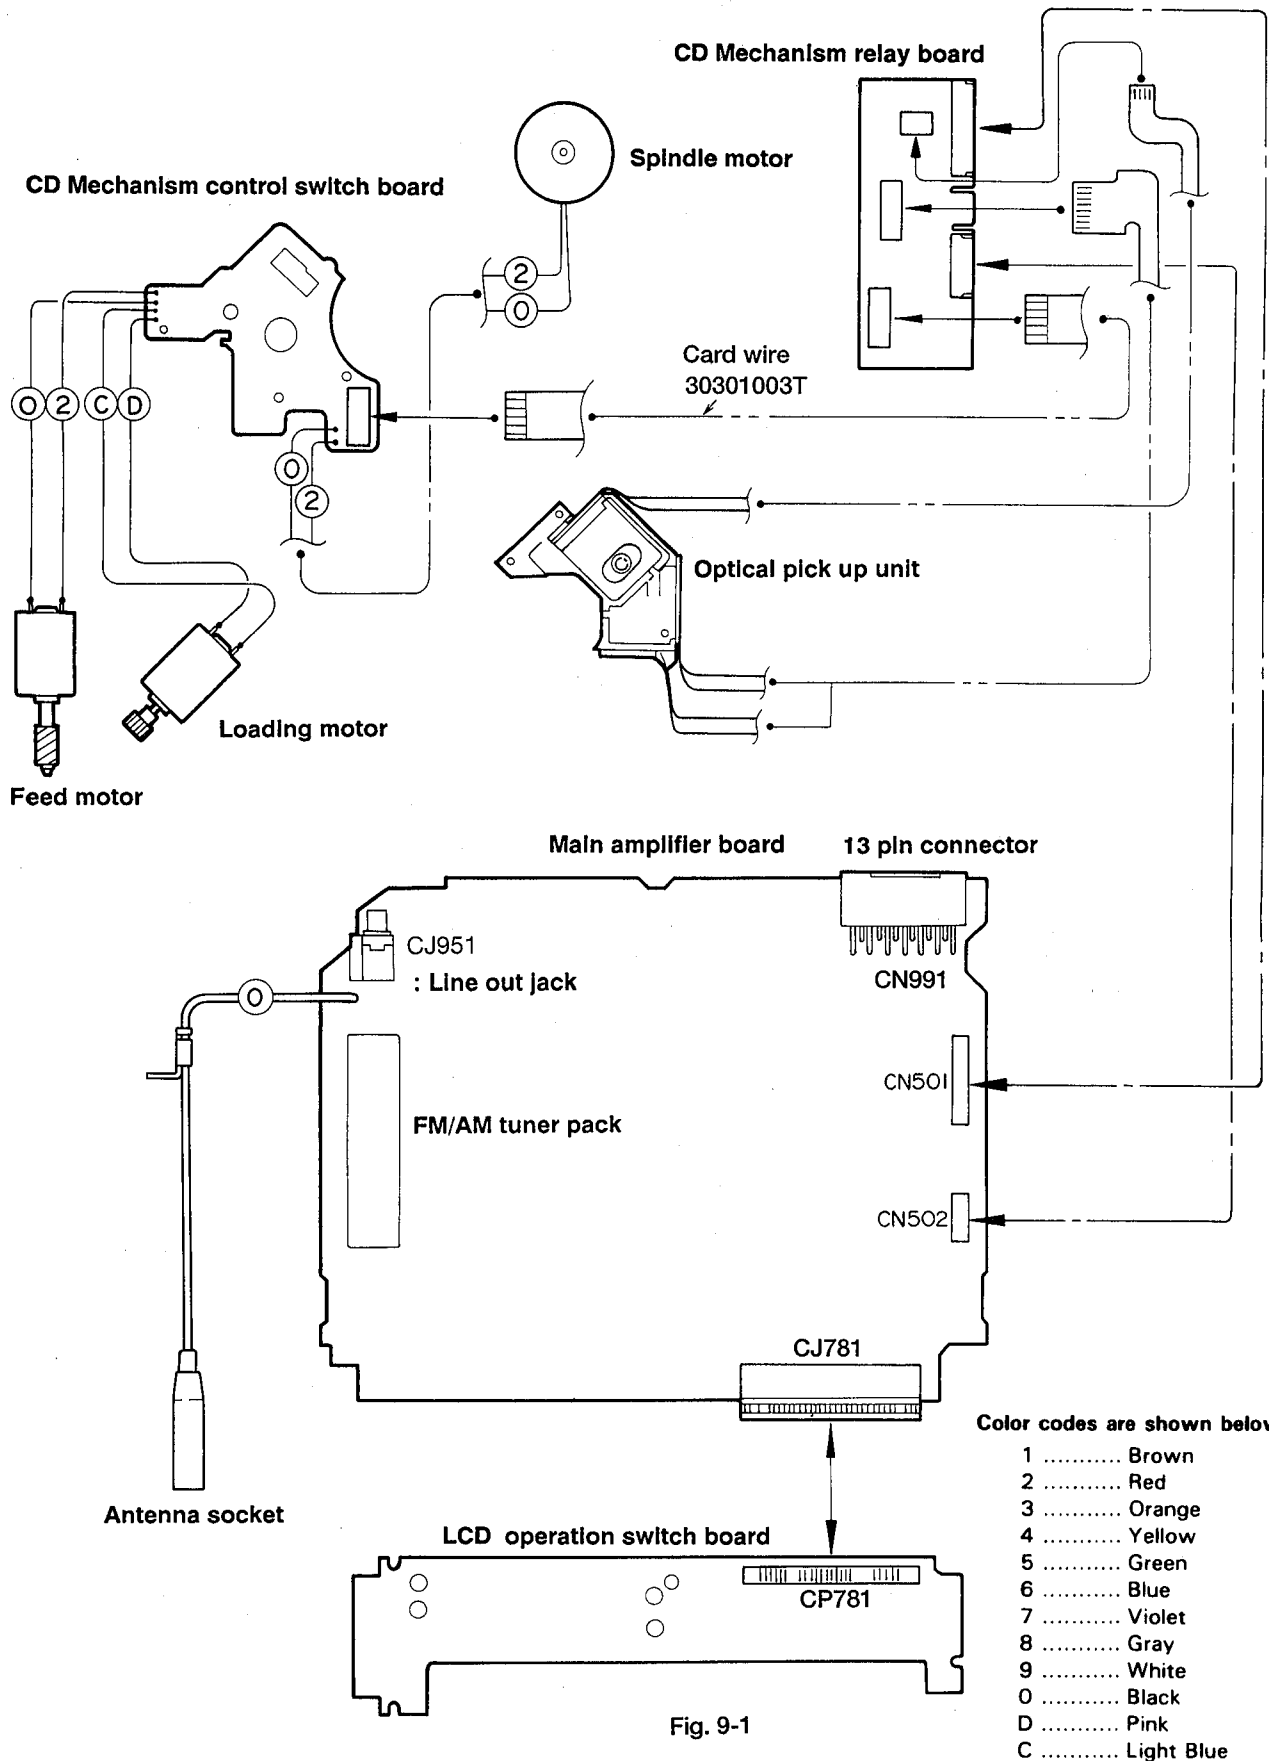 CD Mechanism relay board
Spindle motor
CD Mechanism control switch board
2
0
Card wire
30301003T
0 2 C D
0
2
Optical pick up unit
Loading motor
Feed motor
Main amplifier board
13 pin connector
CJ951
: Line out jack
CN991
0
CN501
FM/AM tuner pack
CN502
CJ781
Antenna socket
LCD operation switch board
CP781
Color codes are shown below
1 ........... Brown
2 ........... Red
3 ........... Orange
4 ........... Yellow
5 ........... Green
6 ........... Blue
7 ........... Violet
8 ........... Gray
9 ........... White
0 ........... Black
D ........... Pink
C ........... Light Blue
Fig. 9-1